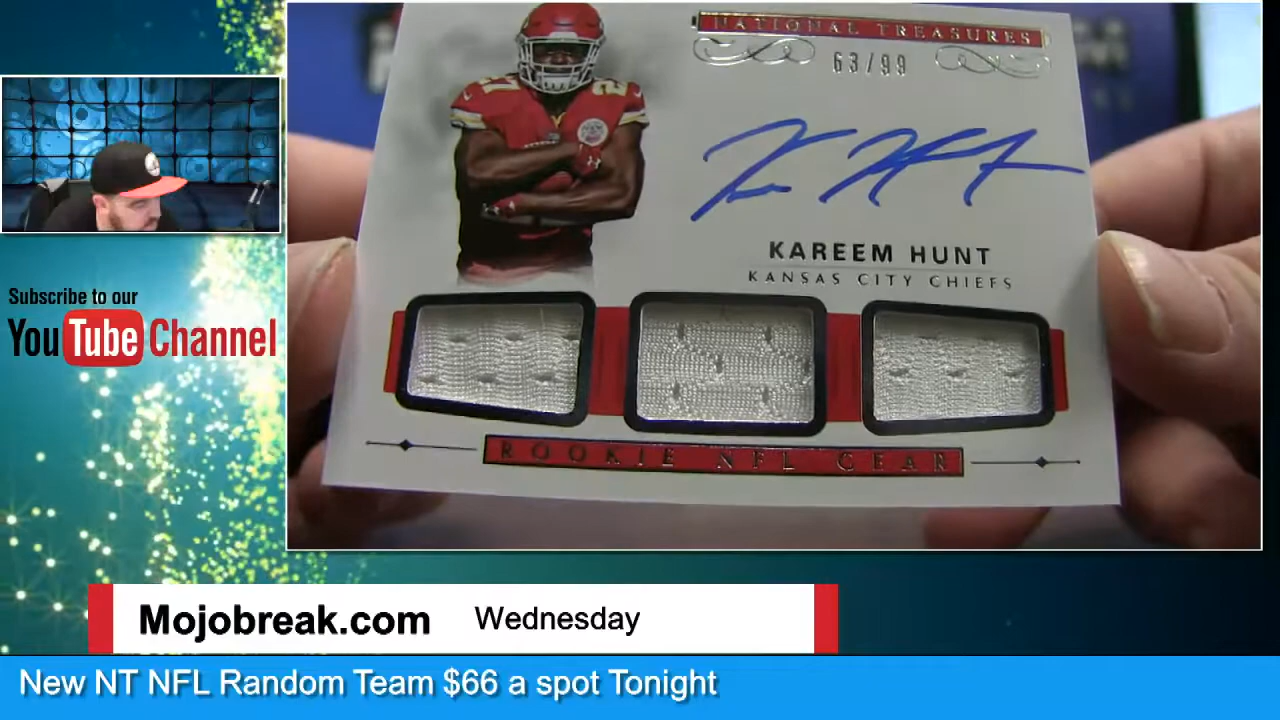 NATIONAL TREASURES
63/99
KAREEM HUNT
KANSAS CITY CHIEFS
ROOKIE NFL GEAR
Subscribe to our
YouTube Channel
Mojobreak.com Wednesday
New NT NFL Random Team $66 a spot Tonight